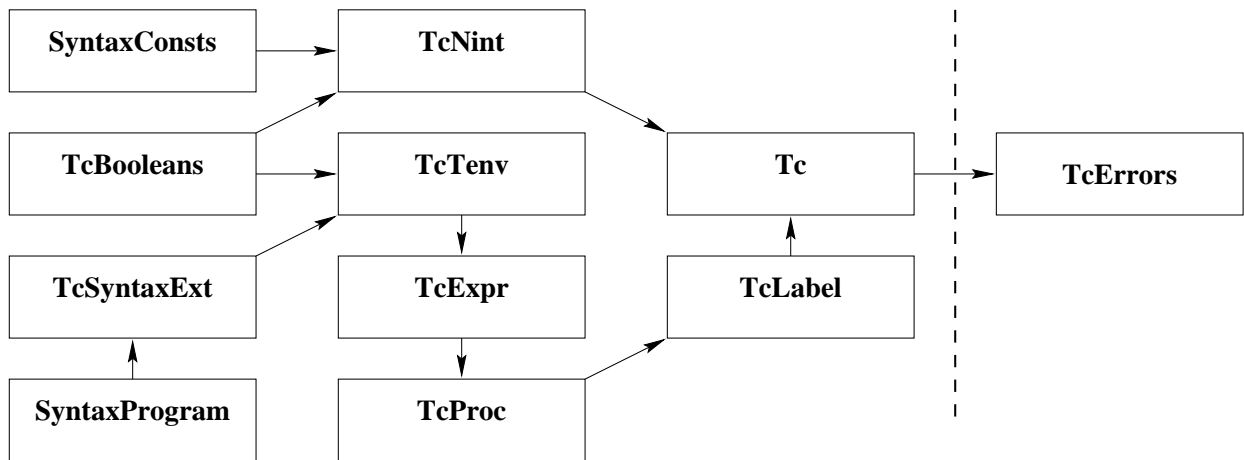 SyntaxConsts
TcNint
TcBooleans
TcTenv
Tc
TcErrors
TcSyntaxExt
TcExpr
TcLabel
SyntaxProgram
TcProc